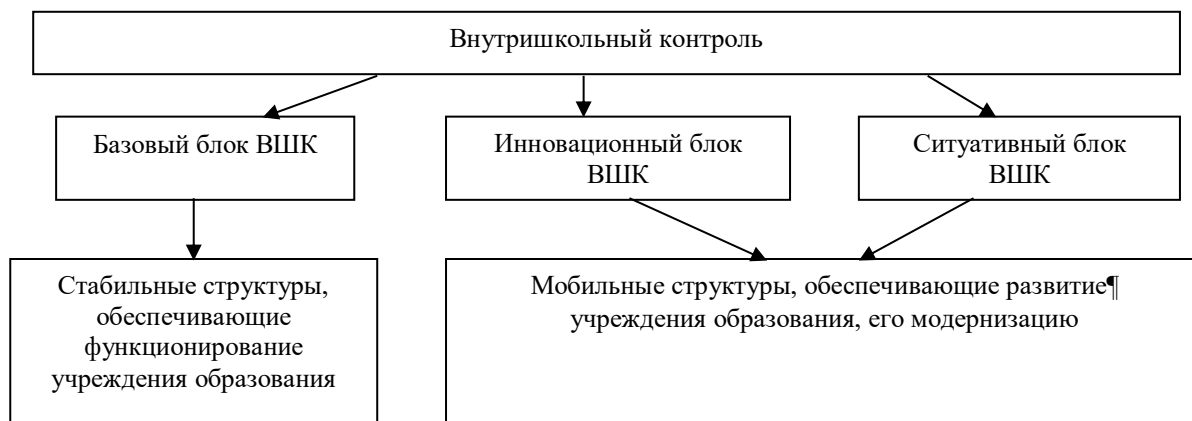 Внутришкольный контроль
Базовый блок ВШК
Инновационный блок
ВШК
Ситуативный блок
ВШК
Стабильные структуры,
обеспечивающие
функционирование
учреждения образования
Мобильные структуры, обеспечивающие развитие¶
учреждения образования, его модернизацию